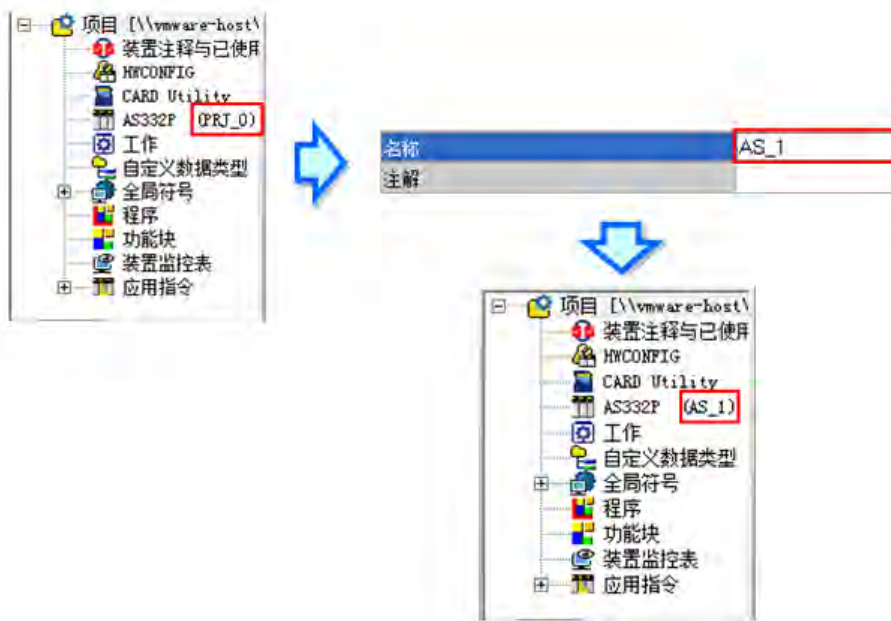 项目 [\\vmware-host\
装置注释与已使用
HWCONFIG
CARD Utility
AS332P (PRJ_0)
工作
自定义数据类型
全局符号
程序
功能块
装置监控表
应用指令
名称 AS_1
注解
项目 [\\vmware-host\
装置注释与已使用
HWCONFIG
CARD Utility
AS332P (AS_1)
工作
自定义数据类型
全局符号
程序
功能块
装置监控表
应用指令